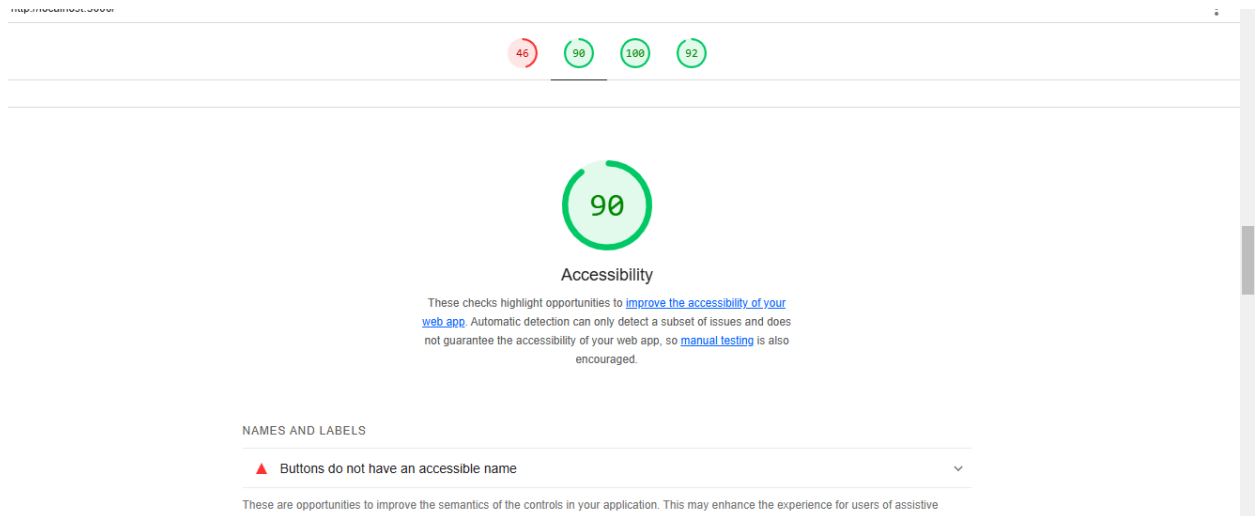 46 90 100 92
90
Accessibility
These checks highlight opportunities to improve the accessibility of your
web app. Automatic detection can only detect a subset of issues and does
not guarantee the accessibility of your web app, so manual testing is also
encouraged.
NAMES AND LABELS
Buttons do not have an accessible name
These are opportunities to improve the semantics of the controls in your application. This may enhance the experience for users of assistive